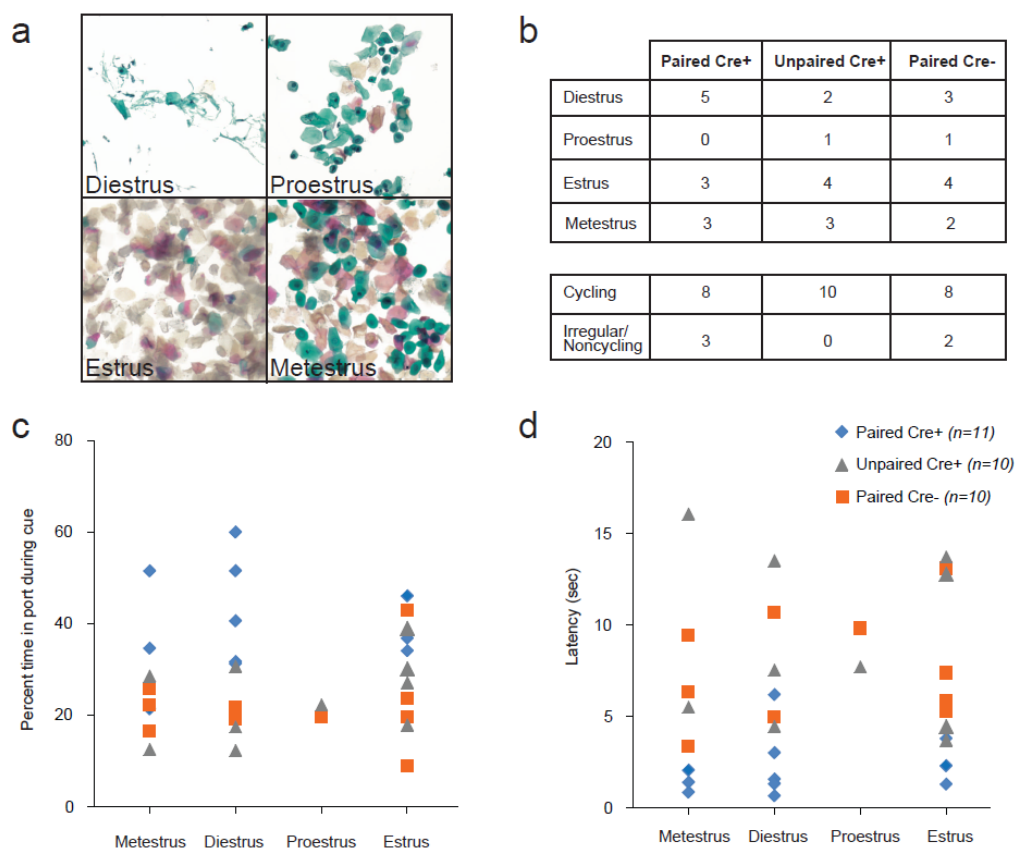 a
Diestrus
Proestrus
Estrus
Metestrus
b
Paired Cre+ Unpaired Cre+ Paired Cre-
Diestrus 5 2 3
Proestrus 0 1 1
Estrus 3 4 4
Metestrus 3 3 2
Cycling 8 10 8
Irregular/
Noncycling 3 0 2
c
Percent time in port during cue
80
60
40
20
0
Metestrus Diestrus Proestrus Estrus
d
Latency (sec)
20
15
10
5
0
Metestrus Diestrus Proestrus Estrus
Paired Cre+ (n=11)
Unpaired Cre+ (n=10)
Paired Cre- (n=10)